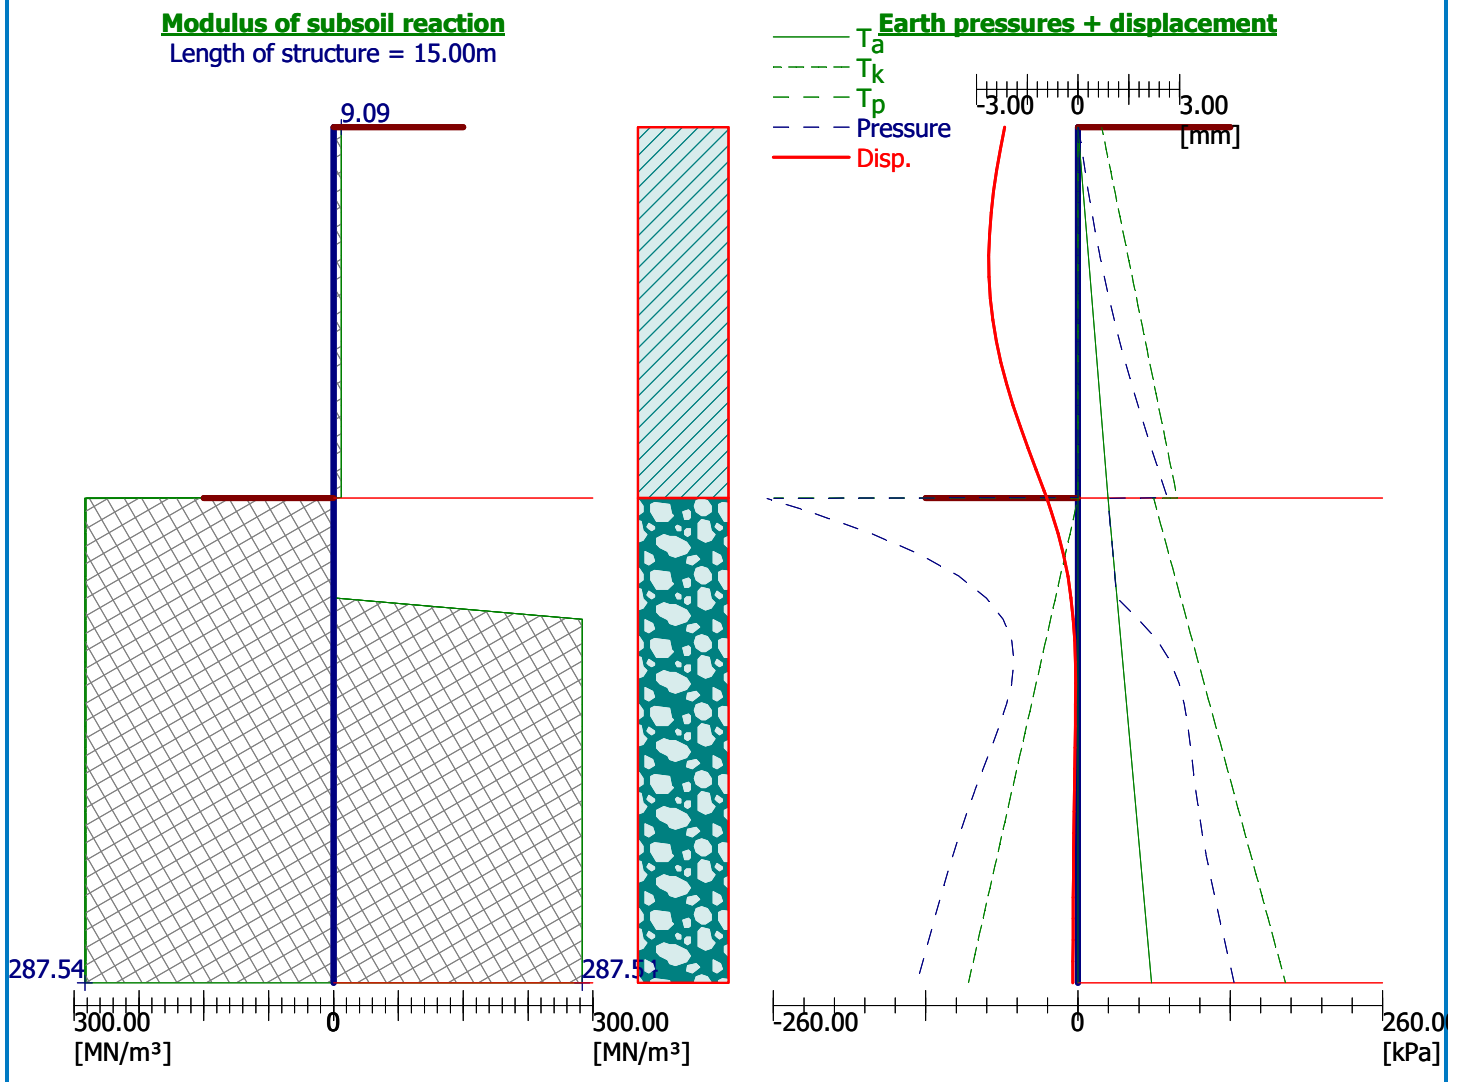 Modulus of subsoil reaction
Length of structure = 15.00m
9.09
287.54
287.5
300.00
0
300.00
[MN/m³]
[MN/m³]
Earth pressures + displacement
Ta
Tk
Tp
Pressure
Disp.
-3.00
0
3.00
[mm]
-260.00
0
260.00
[kPa]